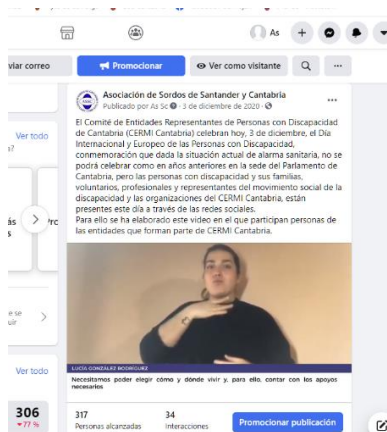 As
viar correo
Promocionar
Ver como visitante
Asociación de Sordos de Santander y Cantabria
Publicado por As Sc · 3 de diciembre de 2020 ·
El Comité de Entidades Representantes de Personas con Discapacidad
de Cantabria (CERMI Cantabria) celebran hoy, 3 de diciembre, el Día
Internacional y Europeo de las Personas con Discapacidad,
conmemoración que dada la situación actual de alarma sanitaria, no se
podrá celebrar como en años anteriores en la sede del Parlamento de
Cantabria, pero las personas con discapacidad y sus familias,
voluntarios, profesionales y representantes del movimiento social de la
discapacidad y las organizaciones del CERMI Cantabria, están
presentes este día a través de las redes sociales.
Para ello se ha elaborado este video en el que participan personas de
las entidades que forman parte de CERMI Cantabria.
Ver todo
LUCÍA GONZÁLEZ RODRÍGUEZ
Necesitamos poder elegir cómo y dónde vivir y, para ello, contar con los apoyos
necesarios
Ver todo
306
77 %
317
Personas alcanzadas
34
Interacciones
Promocionar publicación